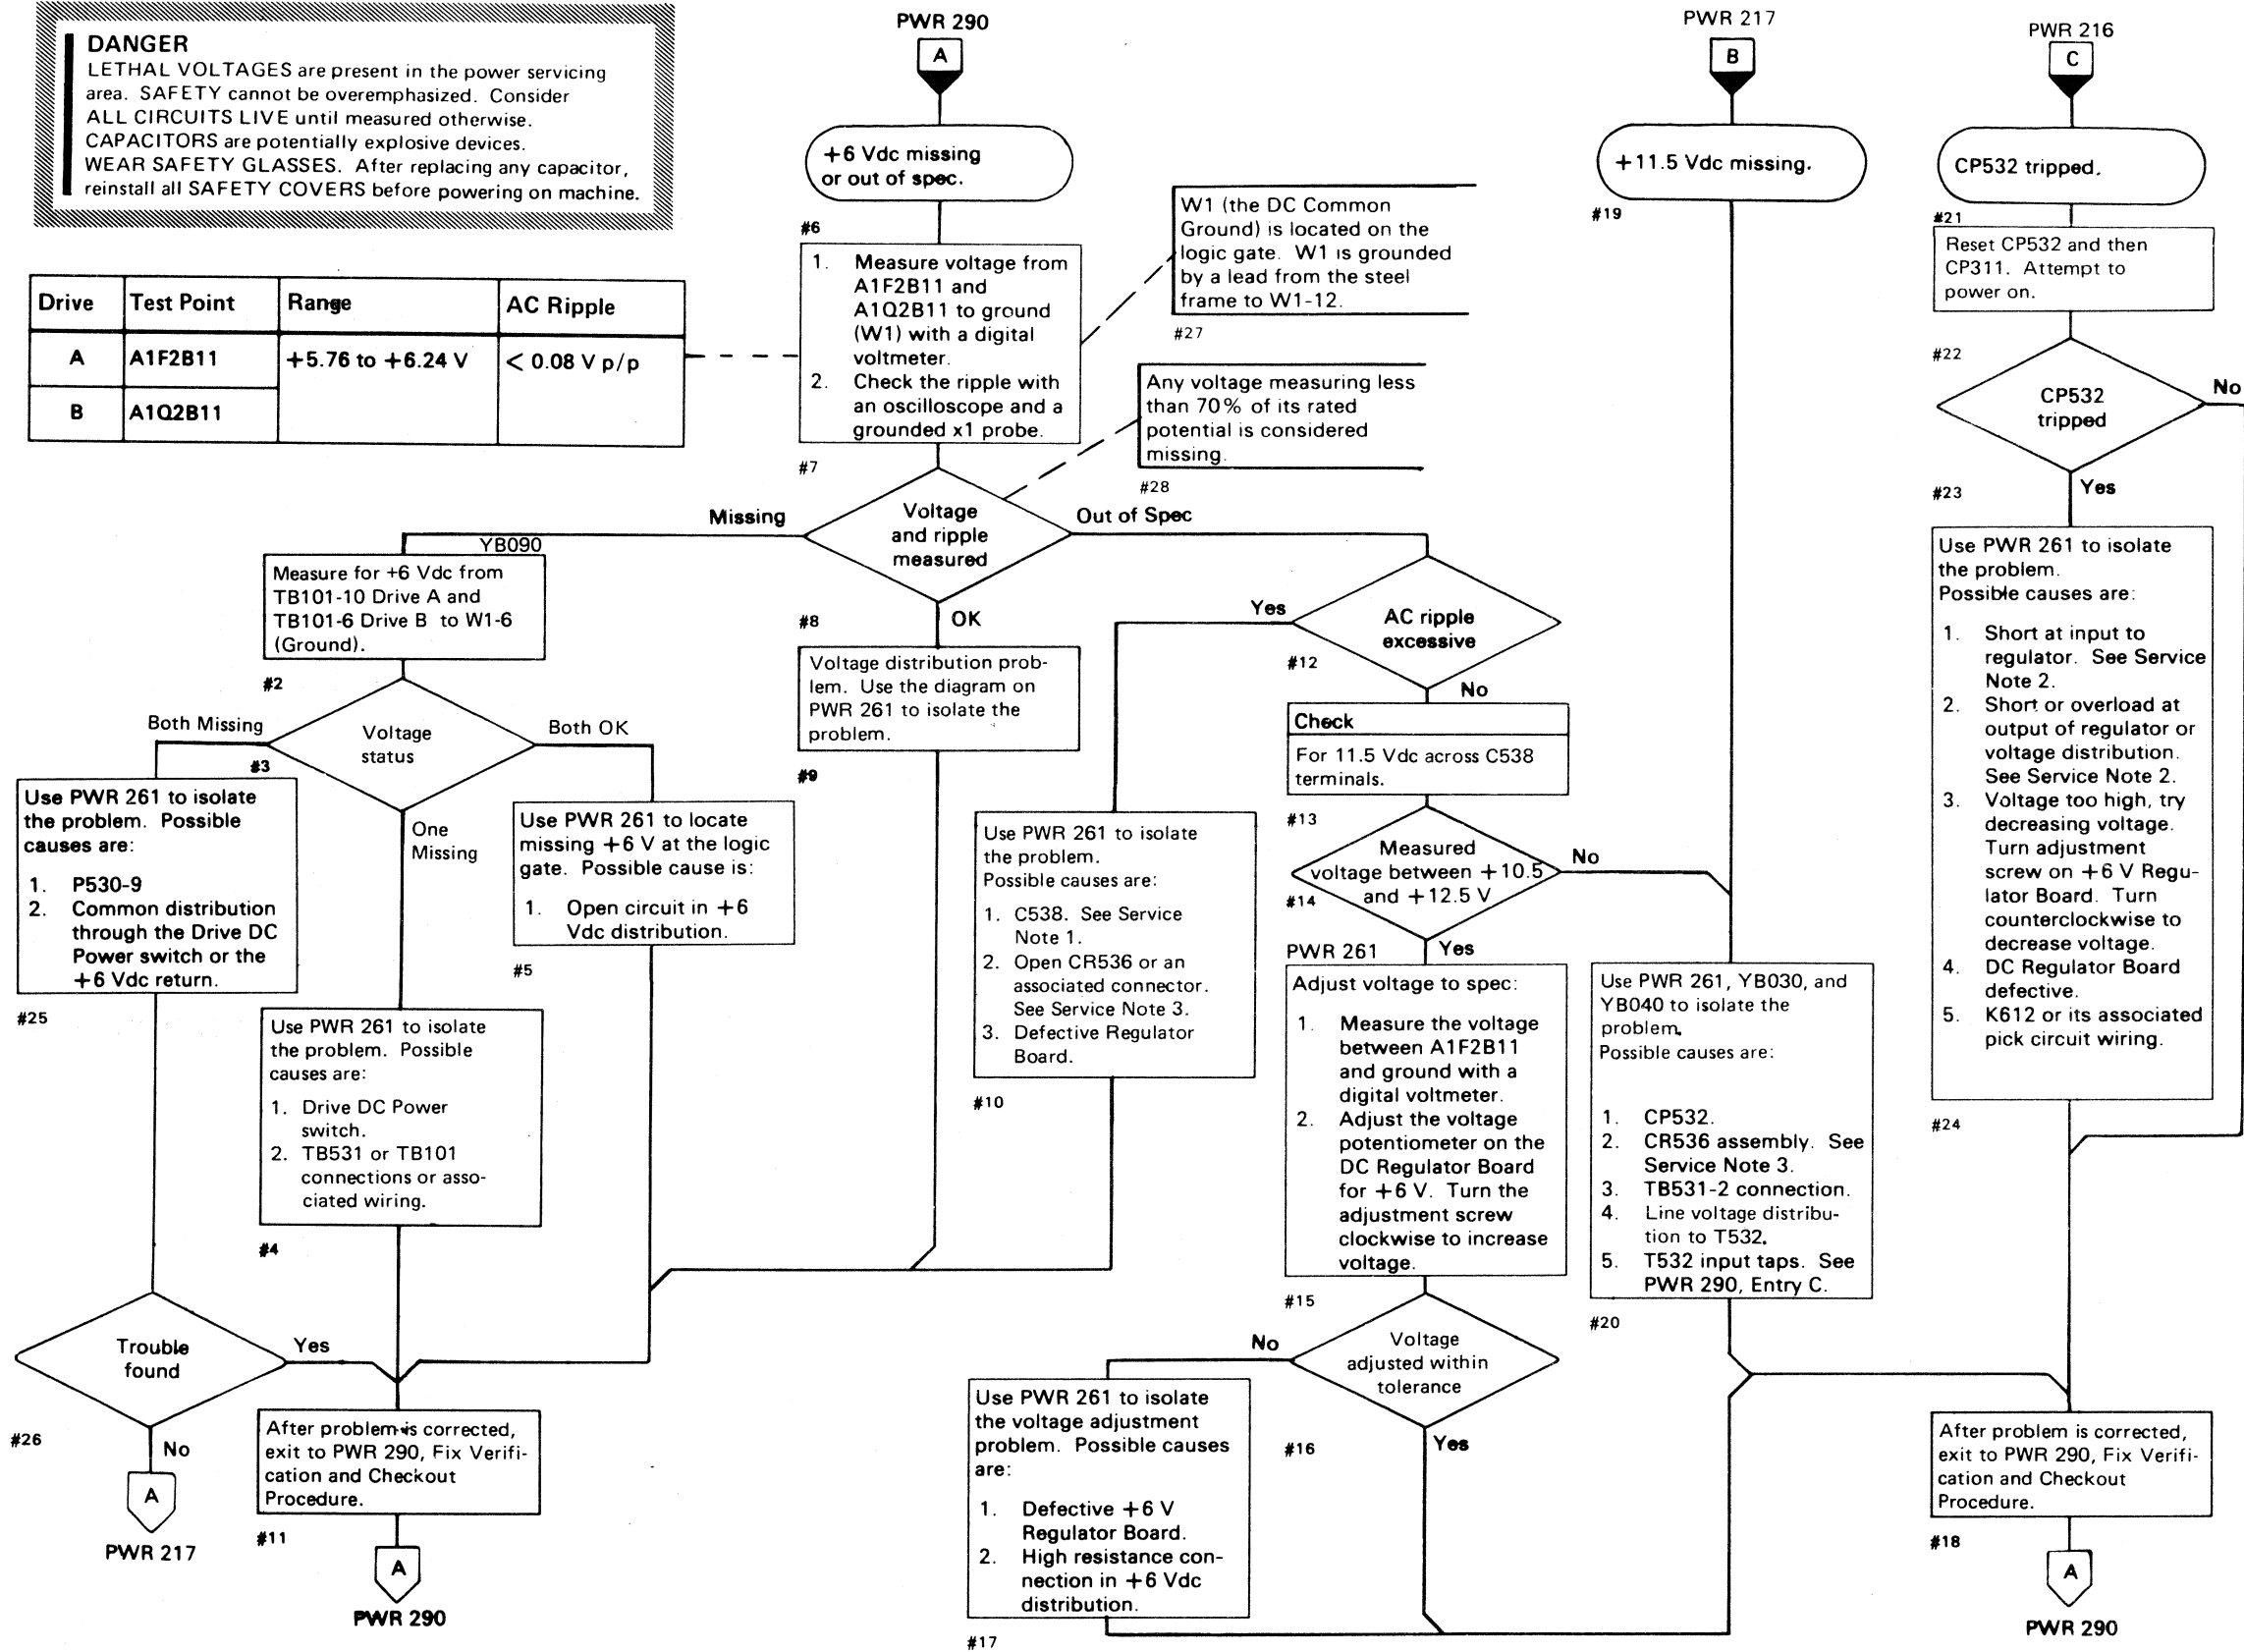 DANGER
LETHAL VOLTAGES are present in the power servicing
area. SAFETY cannot be overemphasized. Consider
ALL CIRCUITS LIVE until measured otherwise.
CAPACITORS are potentially explosive devices.
WEAR SAFETY GLASSES. After replacing any capacitor,
reinstall all SAFETY COVERS before powering on machine.
Drive Test Point Range AC Ripple
A A1F2B11 +5.76 to +6.24 V < 0.08 V p/p
B A1Q2B11
PWR 290
A
+6 Vdc missing
or out of spec.
#6
1. Measure voltage from
A1F2B11 and
A1Q2B11 to ground
(W1) with a digital
voltmeter.
2. Check the ripple with
an oscilloscope and a
grounded x1 probe.
W1 (the DC Common
Ground) is located on the
logic gate. W1 is grounded
by a lead from the steel
frame to W1-12.
#27
Any voltage measuring less
than 70% of its rated
potential is considered
missing.
#28
#7
Voltage
and ripple
measured
Missing
Out of Spec
OK
YB090
Measure for +6 Vdc from
TB101-10 Drive A and
TB101-6 Drive B to W1-6
(Ground).
#2
Voltage
status
Both Missing
Both OK
One
Missing
#3
Use PWR 261 to isolate
the problem. Possible
causes are:
1. P530-9
2. Common distribution
through the Drive DC
Power switch or the
+6 Vdc return.
#25
Use PWR 261 to isolate
the problem. Possible
causes are:
1. Drive DC Power
switch.
2. TB531 or TB101
connections or asso-
ciated wiring.
#4
Use PWR 261 to locate
missing +6 V at the logic
gate. Possible cause is:
1. Open circuit in +6
Vdc distribution.
#5
Trouble
found
Yes
No
#26
A
PWR 217
After problem is corrected,
exit to PWR 290, Fix Verifi-
cation and Checkout
Procedure.
#11
A
PWR 290
#8
Voltage distribution prob-
lem. Use the diagram on
PWR 261 to isolate the
problem.
#9
AC ripple
excessive
Yes
No
#12
Use PWR 261 to isolate
the problem.
Possible causes are:
1. C538. See Service
Note 1.
2. Open CR536 or an
associated connector.
See Service Note 3.
3. Defective Regulator
Board.
#10
Check
For 11.5 Vdc across C538
terminals.
#13
Measured
voltage between +10.5
and +12.5 V
No
Yes
#14
PWR 261
Adjust voltage to spec:
1. Measure the voltage
between A1F2B11
and ground with a
digital voltmeter.
2. Adjust the voltage
potentiometer on the
DC Regulator Board
for +6 V. Turn the
adjustment screw
clockwise to increase
voltage.
#15
Voltage
adjusted within
tolerance
No
Yes
#16
Use PWR 261 to isolate
the voltage adjustment
problem. Possible causes
are:
1. Defective +6 V
Regulator Board.
2. High resistance con-
nection in +6 Vdc
distribution.
#17
PWR 217
B
+11.5 Vdc missing.
#19
Use PWR 261, YB030, and
YB040 to isolate the
problem.
Possible causes are:
1. CP532.
2. CR536 assembly. See
Service Note 3.
3. TB531-2 connection.
4. Line voltage distribu-
tion to T532.
5. T532 input taps. See
PWR 290, Entry C.
#20
PWR 216
C
CP532 tripped.
#21
Reset CP532 and then
CP311. Attempt to
power on.
#22
CP532
tripped
No
Yes
#23
Use PWR 261 to isolate
the problem.
Possible causes are:
1. Short at input to
regulator. See Service
Note 2.
2. Short or overload at
output of regulator or
voltage distribution.
See Service Note 2.
3. Voltage too high, try
decreasing voltage.
Turn adjustment
screw on +6 V Regu-
lator Board. Turn
counterclockwise to
decrease voltage.
4. DC Regulator Board
defective.
5. K612 or its associated
pick circuit wiring.
#24
After problem is corrected,
exit to PWR 290, Fix Verifi-
cation and Checkout
Procedure.
#18
A
PWR 290